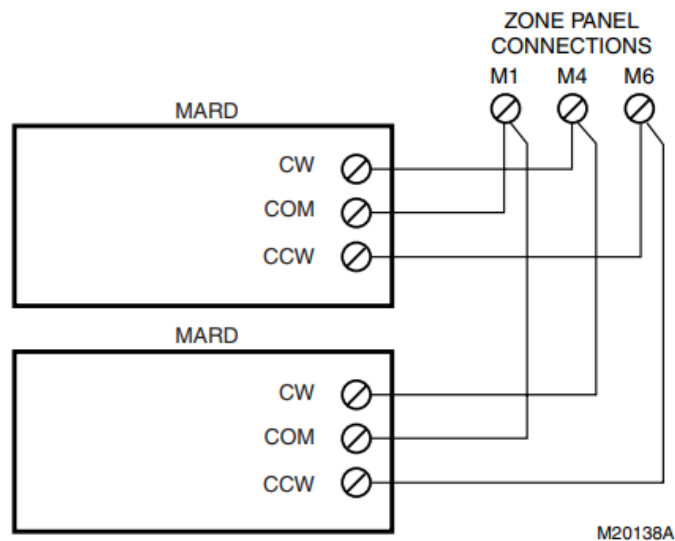 ZONE PANEL
CONNECTIONS
M1 M4 M6
MARD
CW
COM
CCW
MARD
CW
COM
CCW
M20138A